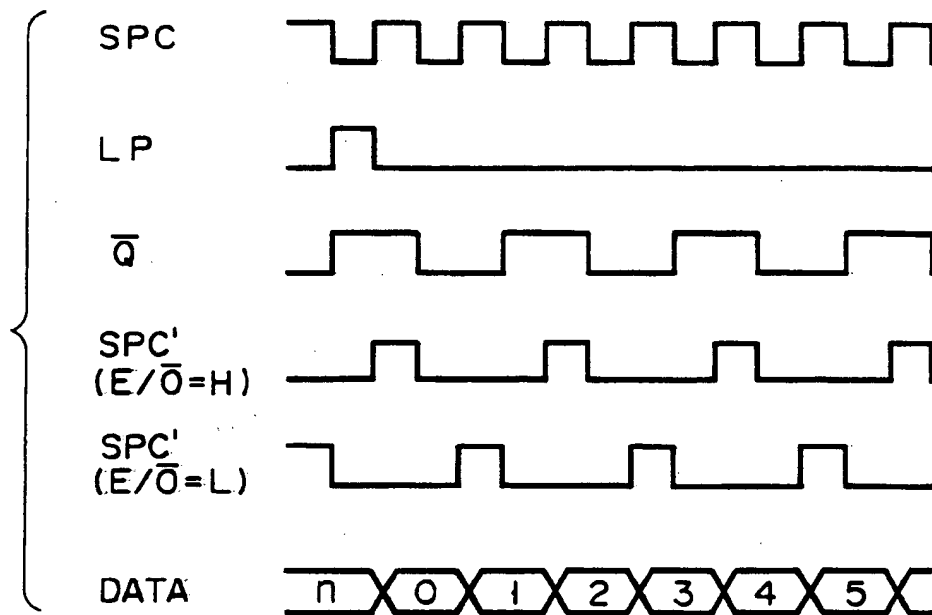 SPC
LP
Q̅
SPC'
(E/O̅=H)
SPC'
(E/O̅=L)
DATA n 0 1 2 3 4 5